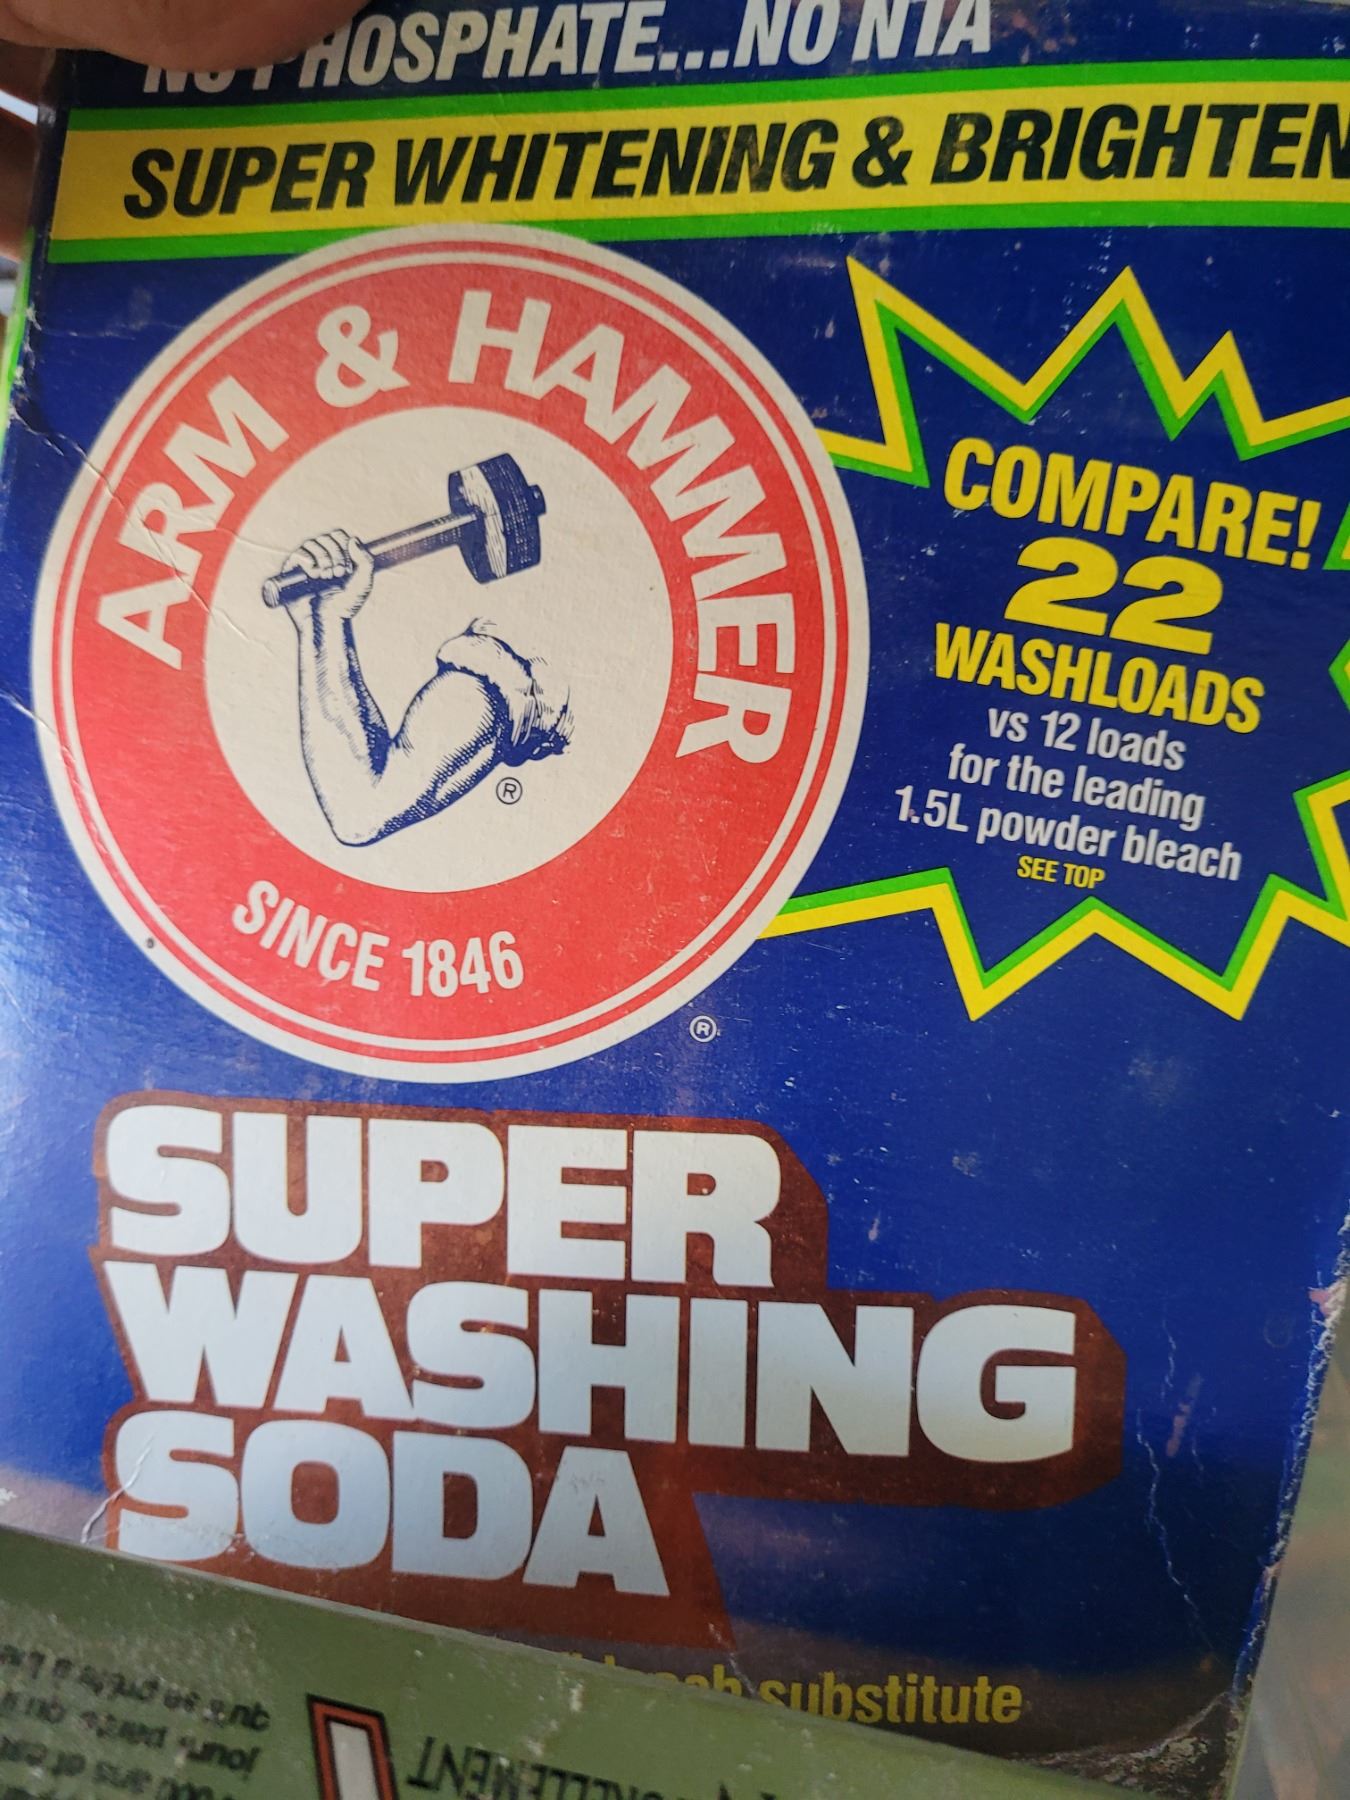 PHOSPHATE...NO NTA
SUPER WHITENING & BRIGHTEN
ARM & HAMMER
®
SINCE 1846
®
COMPARE!
22
WASHLOADS
vs 12 loads
for the leading
1.5L powder bleach
SEE TOP
SUPER
WASHING
SODA
substitute